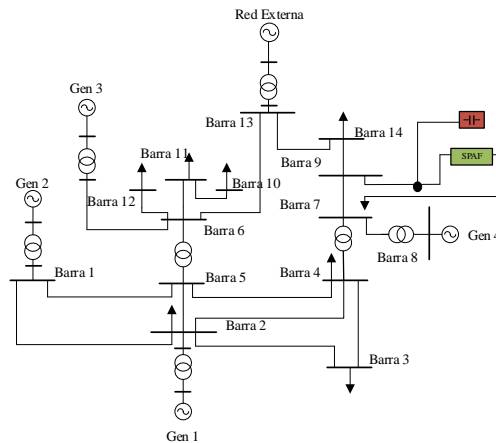 Red Externa
Gen 3
Barra 13
Barra 14
Barra 11
Barra 9
SPAF
Gen 2
Barra 12
Barra 10
Barra 7
Barra 6
Gen 4
Barra 8
Barra 1
Barra 5
Barra 4
Barra 2
Barra 3
Gen 1